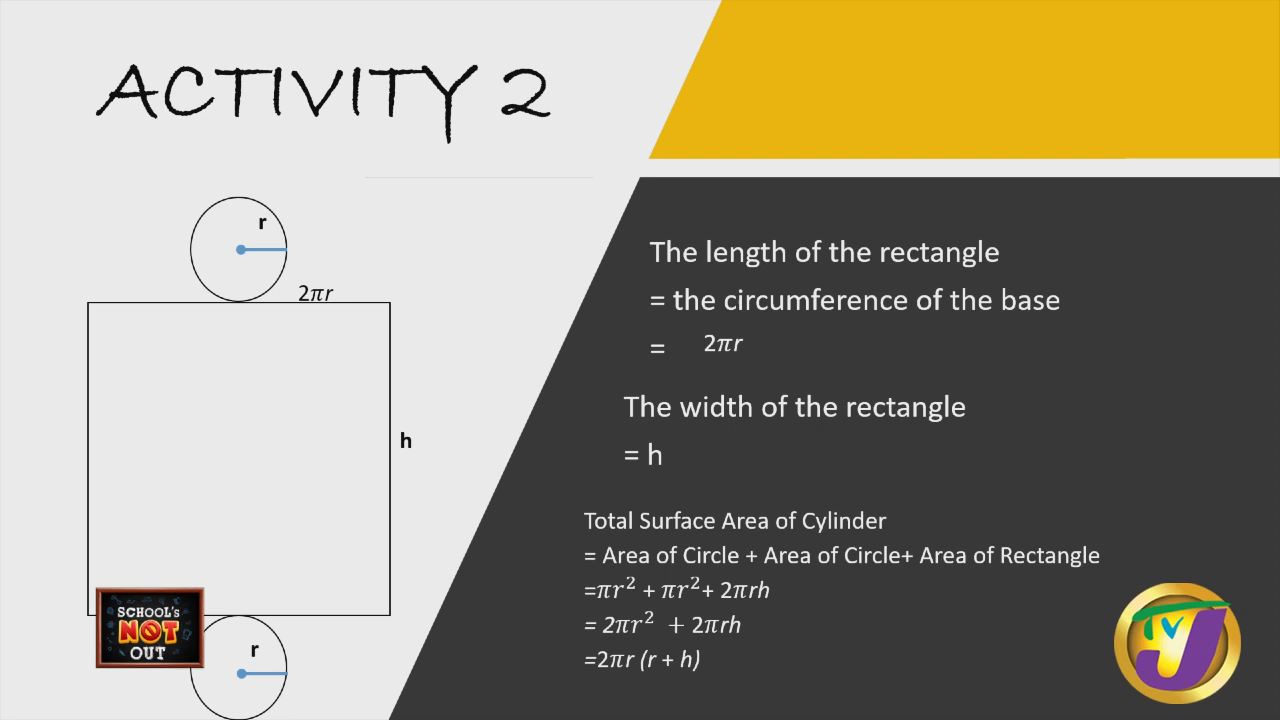 ACTIVITY 2
r
2πr
h
r
SCHOOL's
NOT
OUT
The length of the rectangle
= the circumference of the base
= 2πr
The width of the rectangle
= h
Total Surface Area of Cylinder
= Area of Circle + Area of Circle+ Area of Rectangle
=πr² + πr²+ 2πrh
= 2πr² + 2πrh
=2πr (r + h)
TVJ